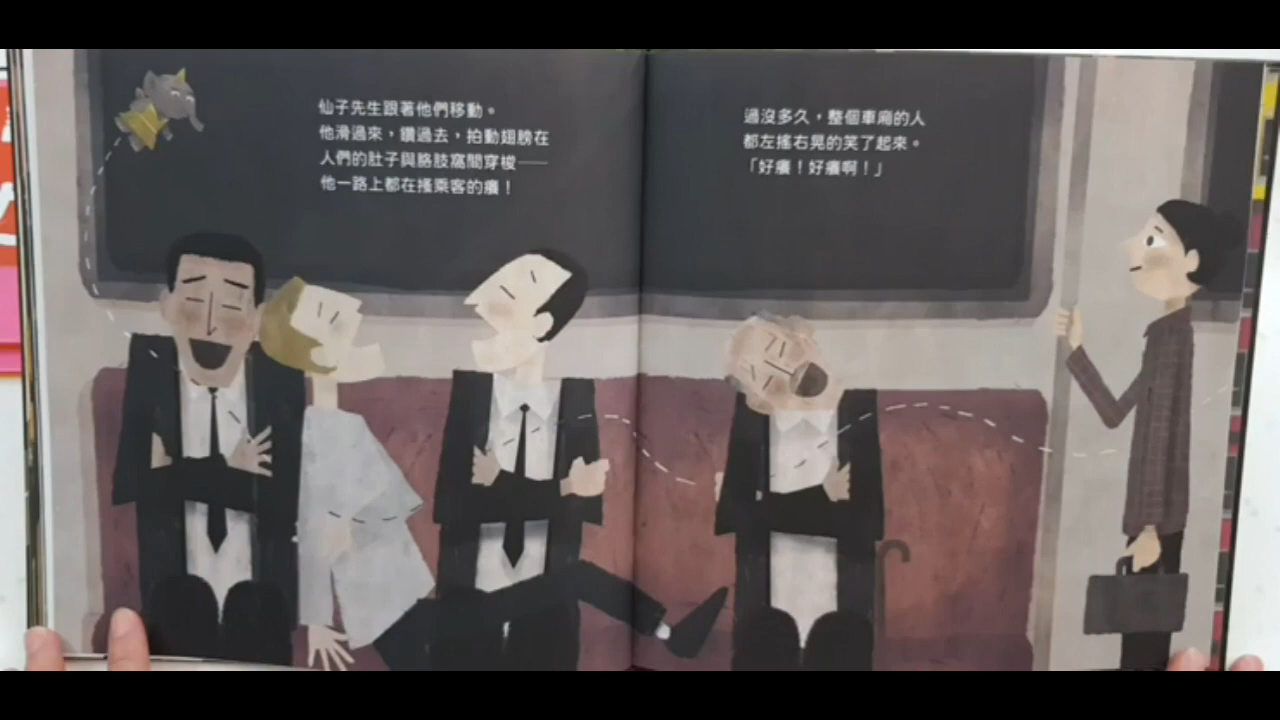 仙子先生跟著他們移動。
他滑過來，鑽過去，拍動翅膀在
人們的肚子與胳肢窩間穿梭——
他一路上都在搔乘客的癢！
過沒多久，整個車廂的人
都左搖右晃的笑了起來。
「好癢！好癢啊！」